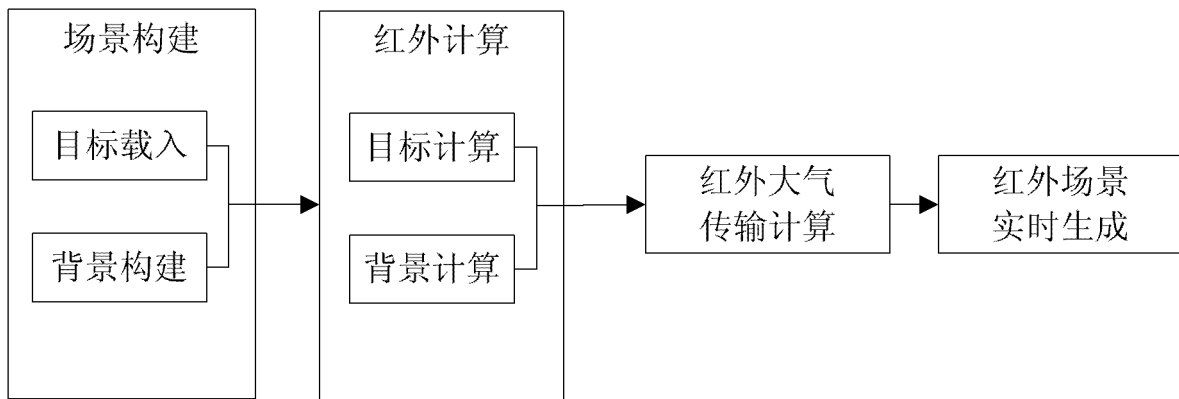 场景构建
目标载入
背景构建
红外计算
目标计算
背景计算
红外大气
传输计算
红外场景
实时生成